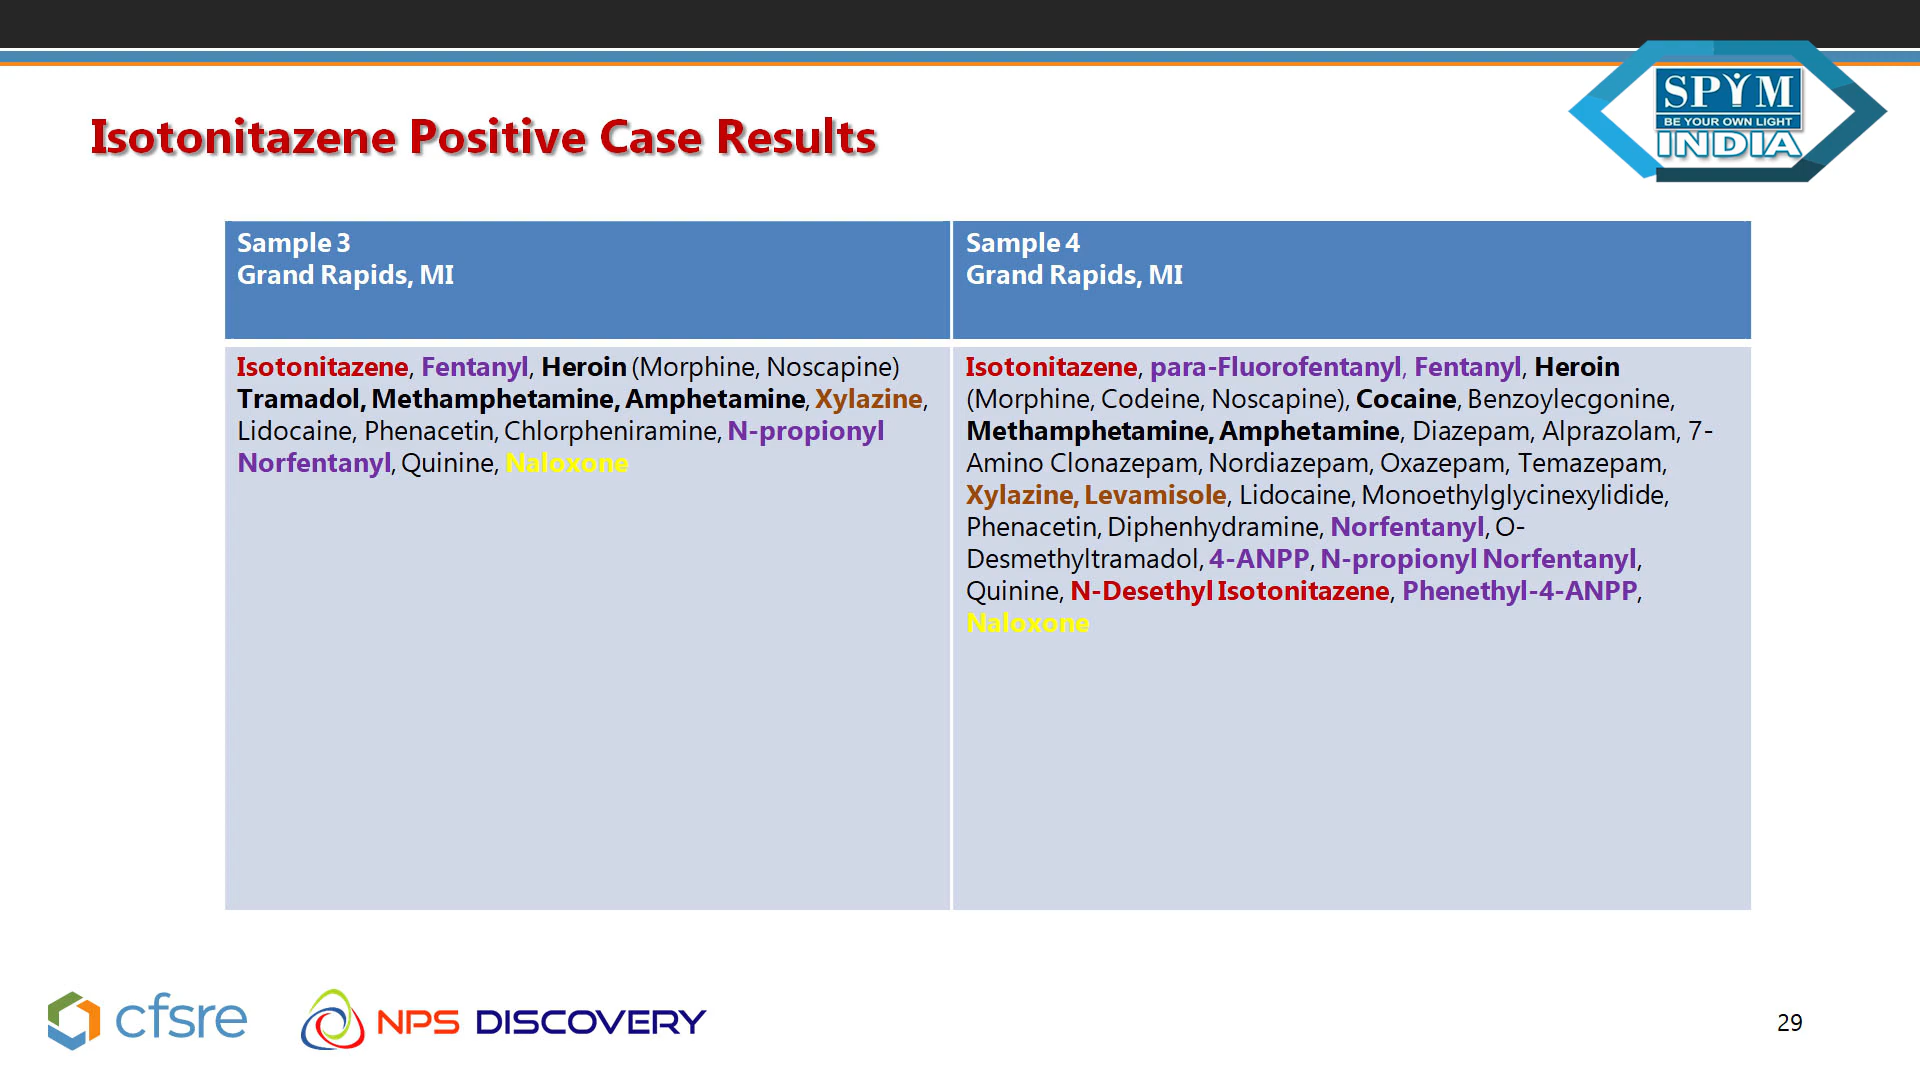 SPYM
BE YOUR OWN LIGHT
INDIA
Isotonitazene Positive Case Results
Sample 3
Grand Rapids, MI
Sample 4
Grand Rapids, MI
Isotonitazene, Fentanyl, Heroin (Morphine, Noscapine)
Tramadol, Methamphetamine, Amphetamine, Xylazine,
Lidocaine, Phenacetin, Chlorpheniramine, N-propionyl
Norfentanyl, Quinine, Naloxone
Isotonitazene, para-Fluorofentanyl, Fentanyl, Heroin
(Morphine, Codeine, Noscapine), Cocaine, Benzoylecgonine,
Methamphetamine, Amphetamine, Diazepam, Alprazolam, 7-
Amino Clonazepam, Nordiazepam, Oxazepam, Temazepam,
Xylazine, Levamisole, Lidocaine, Monoethylglycinexylidide,
Phenacetin, Diphenhydramine, Norfentanyl, O-
Desmethyltramadol, 4-ANPP, N-propionyl Norfentanyl,
Quinine, N-Desethyl Isotonitazene, Phenethyl-4-ANPP,
Naloxone
cfsre
NPS DISCOVERY
29